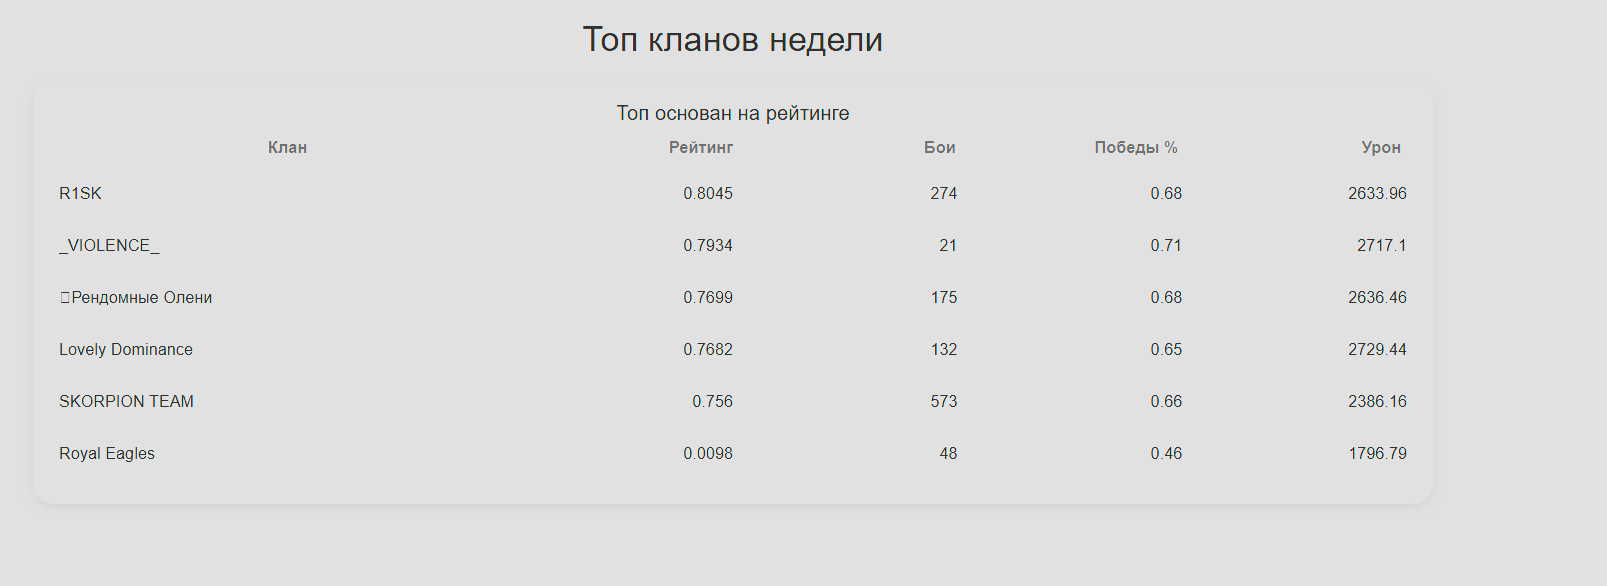 Топ кланов недели
Топ основан на рейтинге
Клан Рейтинг Бои Победы % Урон
R1SK 0.8045 274 0.68 2633.96
_VIOLENCE_ 0.7934 21 0.71 2717.1
Рендомные Олени 0.7699 175 0.68 2636.46
Lovely Dominance 0.7682 132 0.65 2729.44
SKORPION TEAM 0.756 573 0.66 2386.16
Royal Eagles 0.0098 48 0.46 1796.79